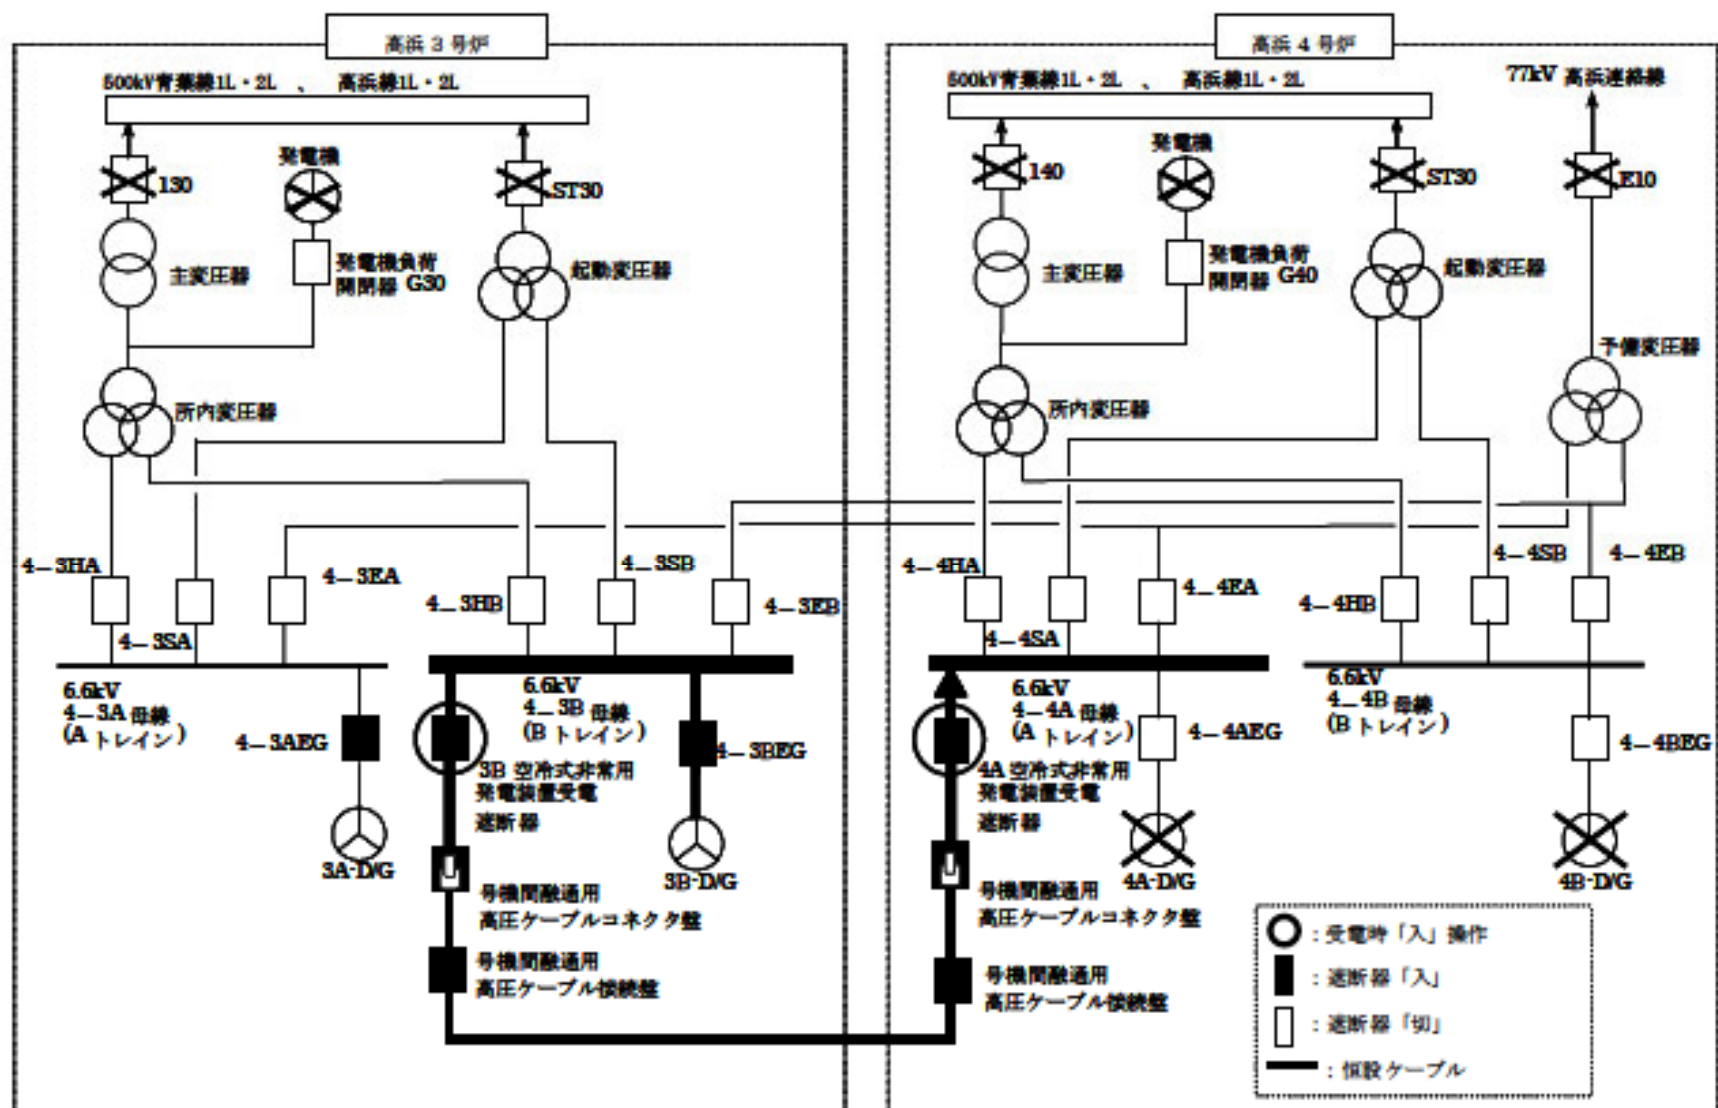 高浜３号炉
500kV青葉線1L・2L 、 高浜線1L・2L
130
発電機
ST30
主変圧器
発電機負荷
開閉器 G30
起動変圧器
所内変圧器
4－3HA
4－3SA
4－3EA
4－3HB
4－3SB
4－3EB
6.6kV
4－3A 母線
(A トレイン)
4－3AEG
3A-D/G
6.6kV
4－3B 母線
(B トレイン)
4－3BEG
3B 空冷式非常用
発電装置受電
遮断器
3B-D/G
号機間融通用
高圧ケーブルコネクタ盤
号機間融通用
高圧ケーブル接続盤
高浜４号炉
500kV青葉線1L・2L 、 高浜線1L・2L
77kV 高浜連絡線
140
発電機
ST30
E10
主変圧器
発電機負荷
開閉器 G40
起動変圧器
予備変圧器
所内変圧器
4－4HA
4－4SA
4－4EA
4－4HB
4－4SB
4－4EB
6.6kV
4－4A 母線
(A トレイン)
4－4AEG
4A 空冷式非常用
発電装置受電
遮断器
4A-D/G
6.6kV
4－4B 母線
(B トレイン)
4－4BEG
4B-D/G
号機間融通用
高圧ケーブルコネクタ盤
号機間融通用
高圧ケーブル接続盤
：受電時「入」操作
：遮断器「入」
：遮断器「切」
：恒設ケーブル